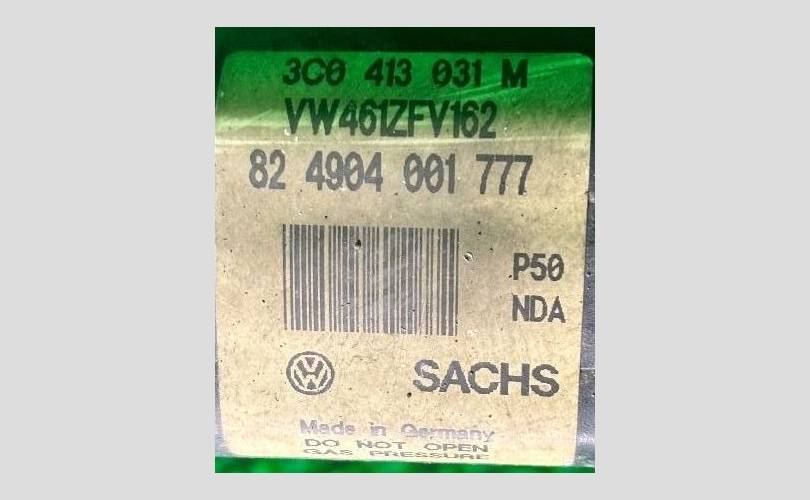 3C0 413 031 M
VW461ZFV162
82 4904 001 777
P50
NDA
SACHS
Made in Germany
DO NOT OPEN
GAS PRESSURE